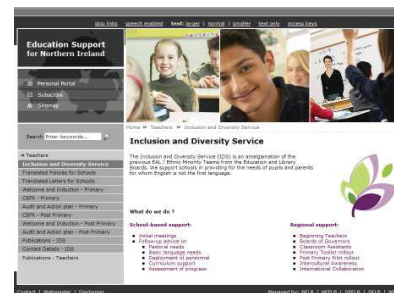 skip links speech enabled text: larger | normal | smaller text only access keys
Education Support
for Northern Ireland
Personal Portal
Subscribe
Sitemap
Search Enter keywords...
Home » Teachers » Inclusion and Diversity Service
Inclusion and Diversity Service
The Inclusion and Diversity Service (IDS) is an amalgamation of the
previous EAL / Ethnic Minority Teams from the Education and Library
Boards. We support schools in providing for the needs of pupils and parents
for whom English is not the first language.
» Teachers
Inclusion and Diversity Service
Translated Policies for Schools
Translated Letters for Schools
Welcome and Induction - Primary
CEFR - Primary
Audit and Action plan - Primary
CEFR - Post Primary
Welcome and Induction - Post Primary
Audit and Action plan - Post Primary
Publications - IDS
Contact Details - IDS
Publications - Teachers
What do we do ?
School-based support:
Initial meetings
Follow-up advice on
Pastoral needs
Basic language needs
Deployment of personnel
Curriculum support
Assessment of progress
Regional support:
Beginning Teachers
Boards of Governors
Classroom Assistants
Toolkit training
Post Primary Pilot rollout
Intercultural awareness
International Collaboration
Contact | Webmaster | Disclaimer